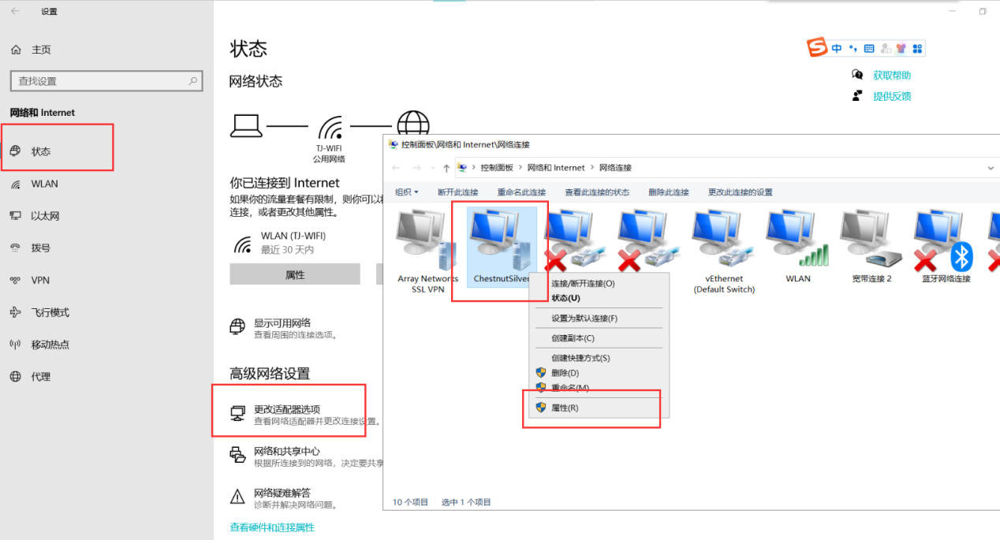 设置
主页
查找设置
网络和 Internet
状态
WLAN
以太网
拨号
VPN
飞行模式
移动热点
代理
状态
网络状态
TJ-WIFI
公用网络
你已连接到 Internet
如果你的流量套餐有限制，则你可以
连接，或者更改其他属性。
WLAN (TJ-WIFI)
最近 30 天内
属性
显示可用网络
查看周围的连接选项。
高级网络设置
更改适配器选项
查看网络适配器并更改连接设置。
网络和共享中心
根据所连接到的网络，决定要共享
网络疑难解答
诊断并解决网络问题。
查看硬件和连接属性
S 中
获取帮助
提供反馈
控制面板\网络和 Internet\网络连接
控制面板 > 网络和 Internet > 网络连接
组织 断开此连接 重命名此连接 查看此连接的状态 删除此连接 更改此连接的设置
Array Networks
SSL VPN
ChestnutSilver
vEthernet
(Default Switch)
WLAN
宽带连接 2
蓝牙网络连接
连接/断开连接(O)
状态(U)
设置为默认连接(F)
创建副本(C)
创建快捷方式(S)
删除(D)
重命名(M)
属性(R)
10 个项目 选中 1 个项目